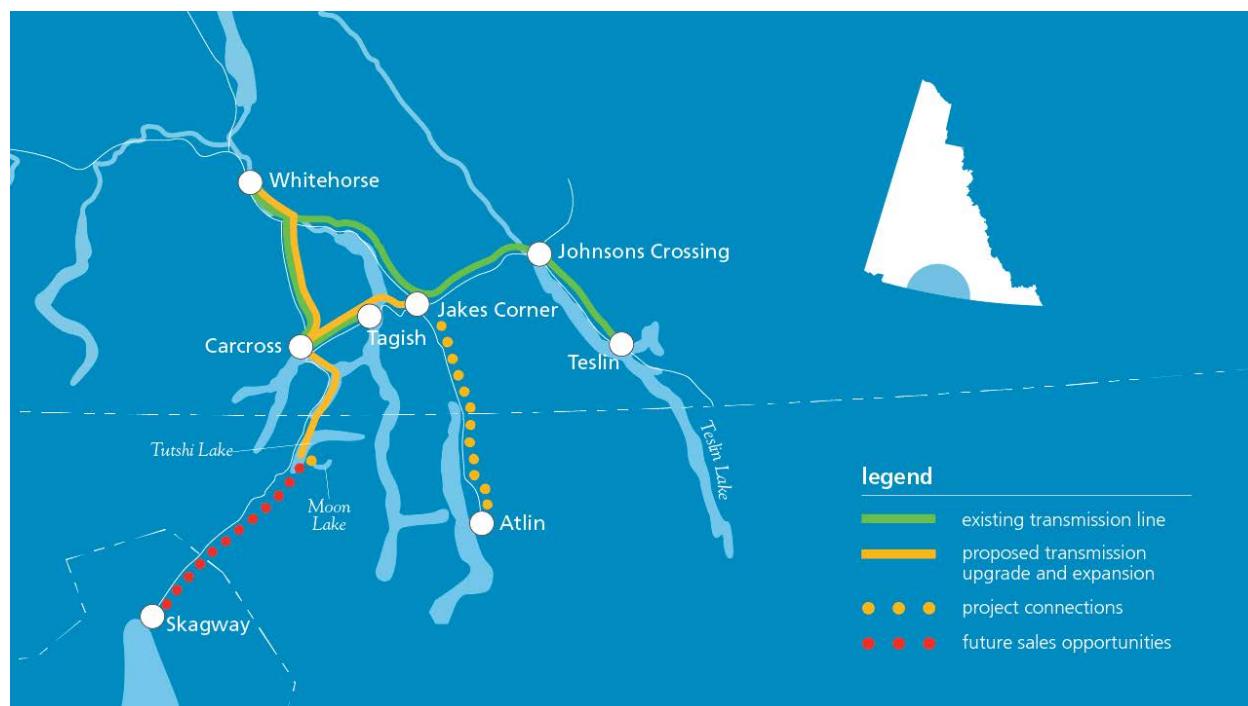 Whitehorse
Johnsons Crossing
Jakes Corner
Tagish
Carcross
Teslin
Tutshi Lake
Teslin Lake
Moon
Lake
Atlin
Skagway
legend
existing transmission line
proposed transmission
upgrade and expansion
project connections
future sales opportunities